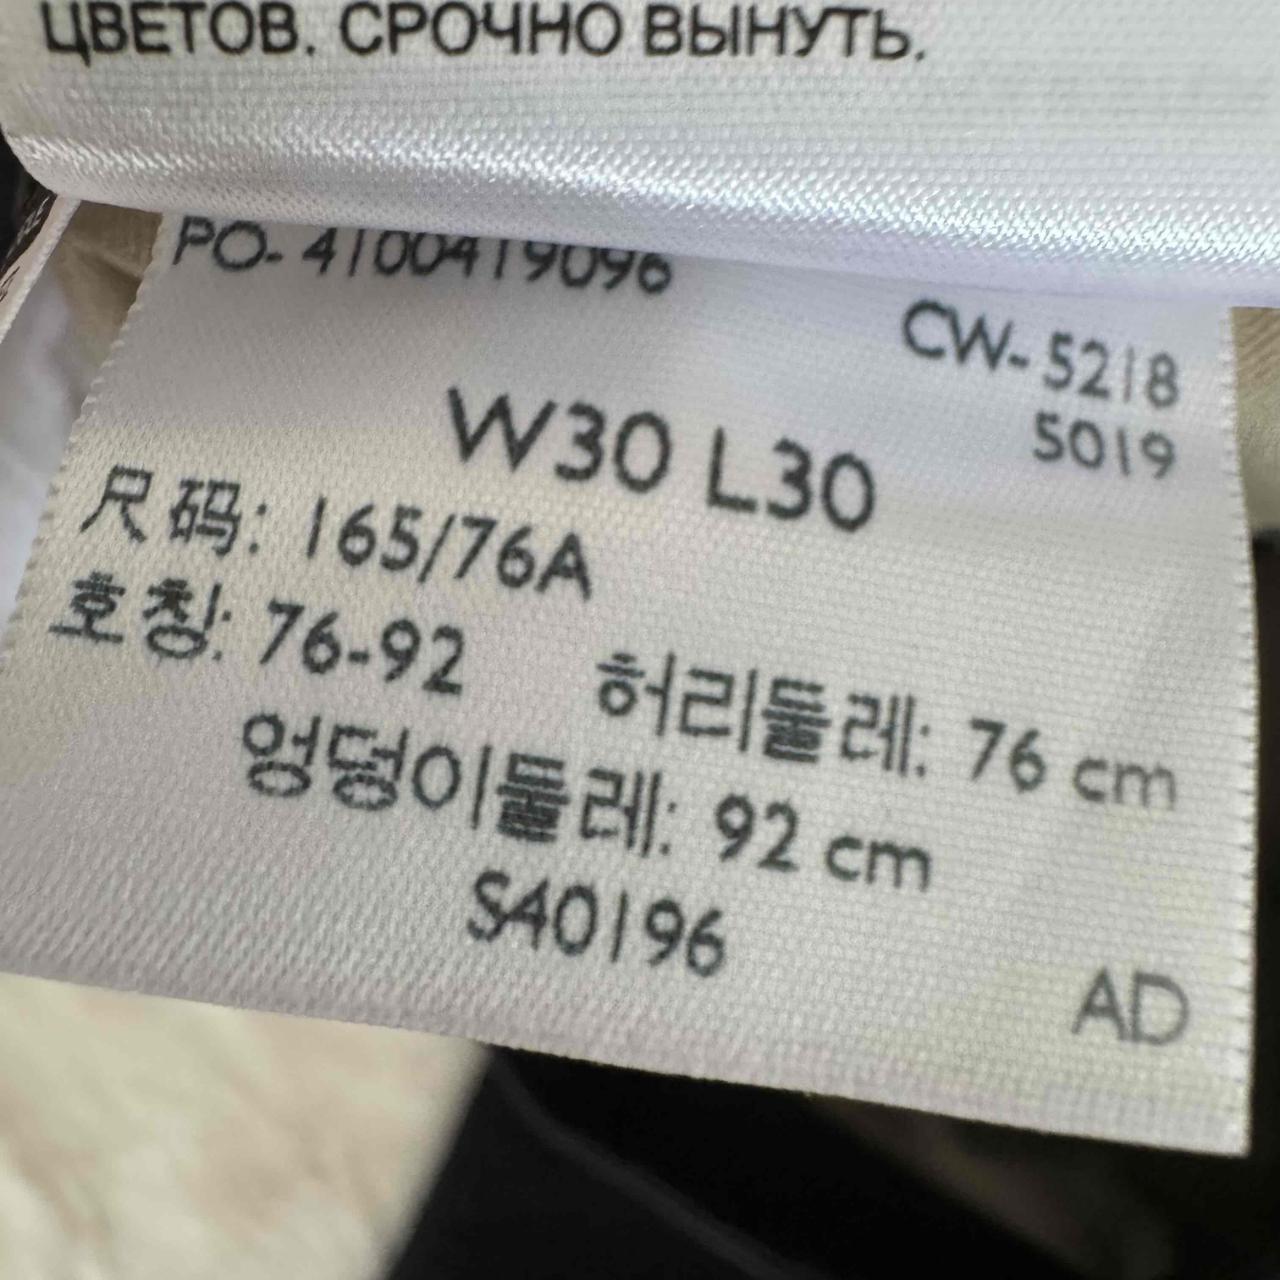 ЦВЕТОВ. СРОЧНО ВЫНУТЬ.
PO- 4100419096
CW- 5218
5019
W30 L30
尺码: 165/76A
호칭: 76-92 허리둘레: 76 cm
엉덩이둘레: 92 cm
S40196
AD